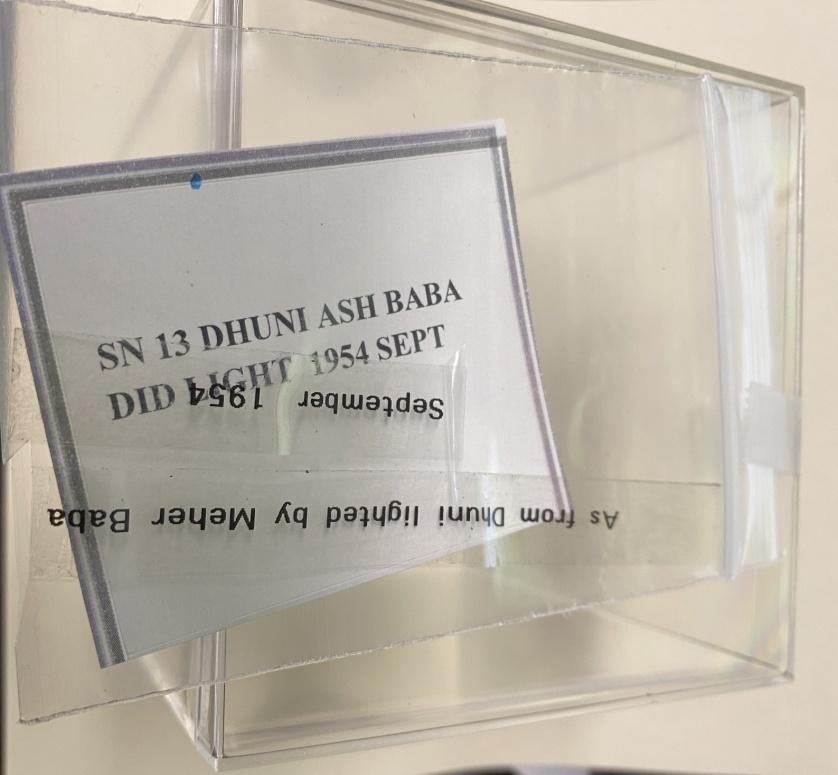 SN 13 DHUNI ASH BABA
DID LIGHT 1954 SEPT
As from Dhuni lighted by Meher Baba
September 1954